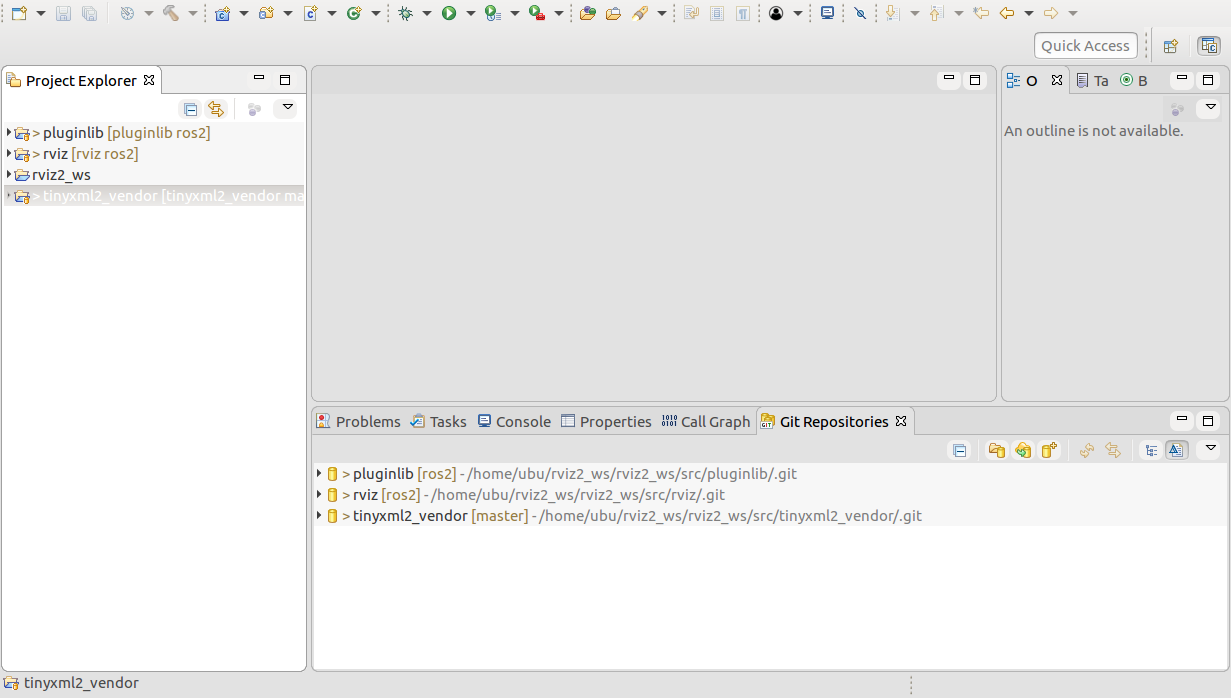 Quick Access
Project Explorer
> pluginlib [pluginlib ros2]
> rviz [rviz ros2]
rviz2_ws
> tinyxml2_vendor [tinyxml2_vendor ma
O Ta B
An outline is not available.
Problems Tasks Console Properties Call Graph Git Repositories
> pluginlib [ros2] - /home/ubu/rviz2_ws/rviz2_ws/src/pluginlib/.git
> rviz [ros2] - /home/ubu/rviz2_ws/rviz2_ws/src/rviz/.git
> tinyxml2_vendor [master] - /home/ubu/rviz2_ws/rviz2_ws/src/tinyxml2_vendor/.git
tinyxml2_vendor